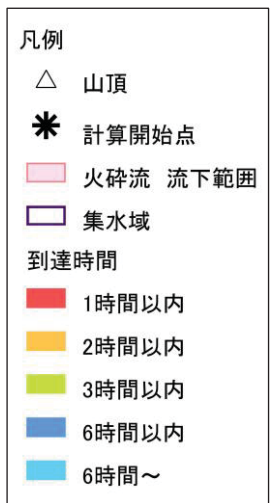 凡例
山頂
計算開始点
火砕流 流下範囲
集水域
到達時間
1時間以内
2時間以内
3時間以内
6時間以内
6時間～